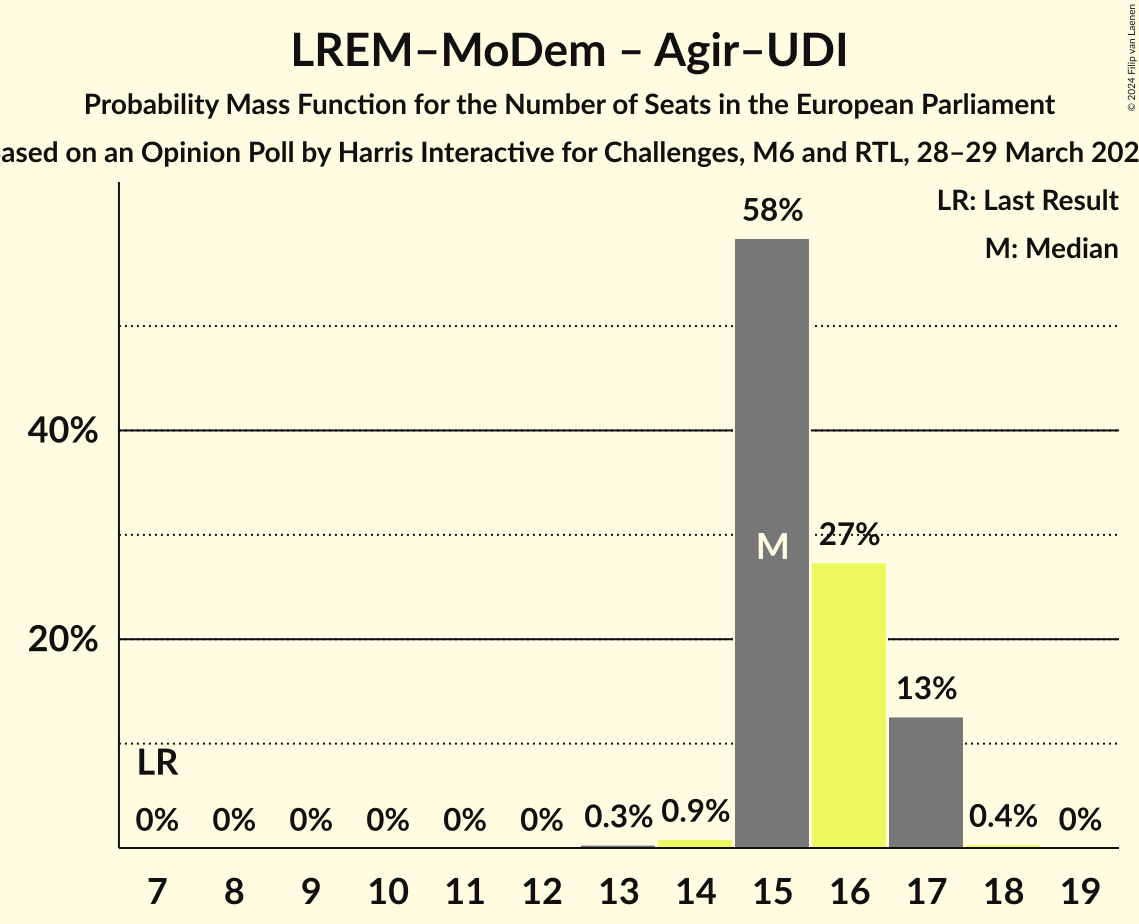 LREM–MoDem – Agir–UDI
© 2024 Filip van Laenen
Probability Mass Function for the Number of Seats in the European Parliament
ased on an Opinion Poll by Harris Interactive for Challenges, M6 and RTL, 28–29 March 202
LR: Last Result
M: Median
58%
40%
M
27%
20%
13%
LR
0% 0% 0% 0% 0% 0% 0.3% 0.9% 0.4% 0%
7 8 9 10 11 12 13 14 15 16 17 18 19